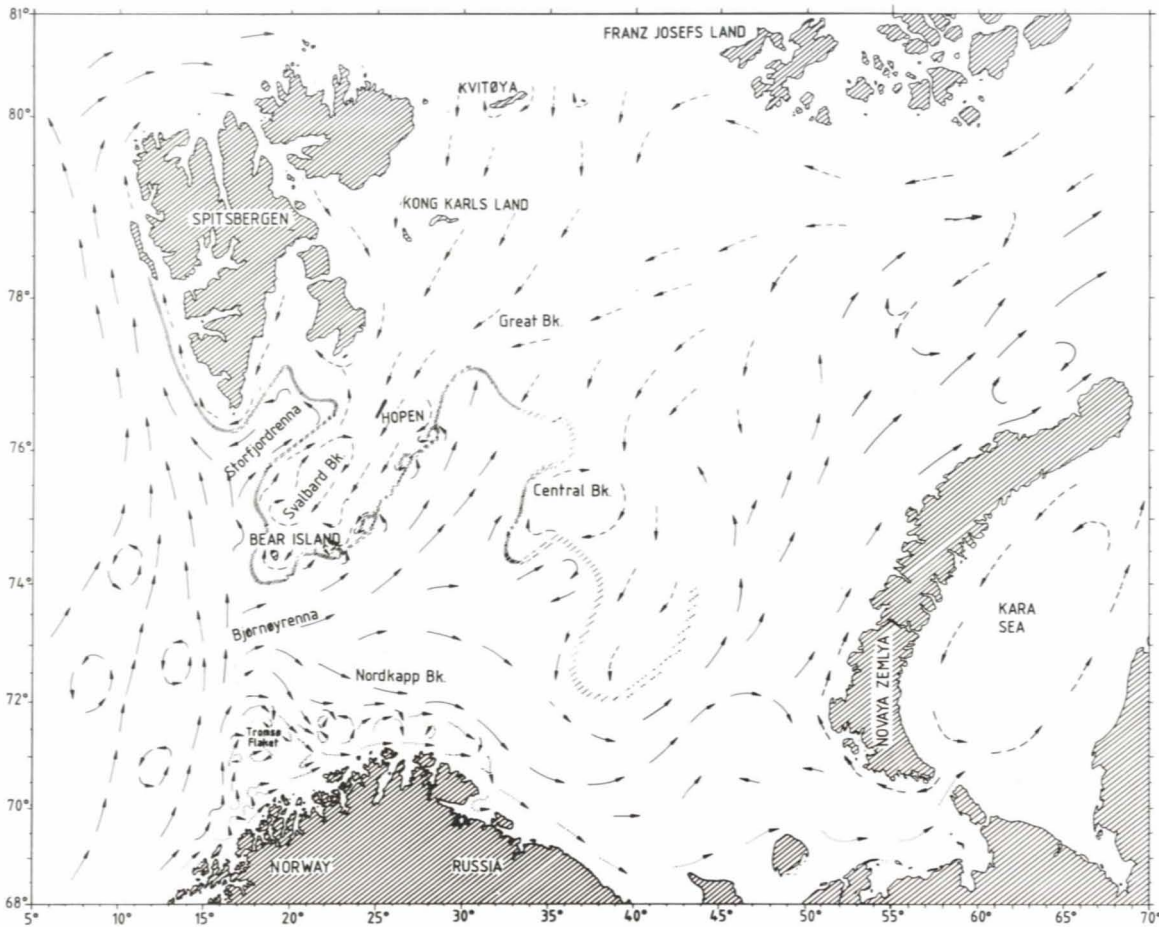 81°
FRANZ JOSEFS LAND
KVITØYA
80°
KONG KARLS LAND
SPITSBERGEN
78°
Great Bk.
HOPEN
76°
Storfjordrenna
Svalbard Bk.
Central Bk.
BEAR ISLAND
74°
KARA
SEA
Bjørnøyrenna
Nordkapp Bk.
72°
NOVAYA ZEMLYA
Tromsø
Flaket
70°
NORWAY
RUSSIA
68°
5° 10° 15° 20° 25° 30° 35° 40° 45° 50° 55° 60° 65° 70°